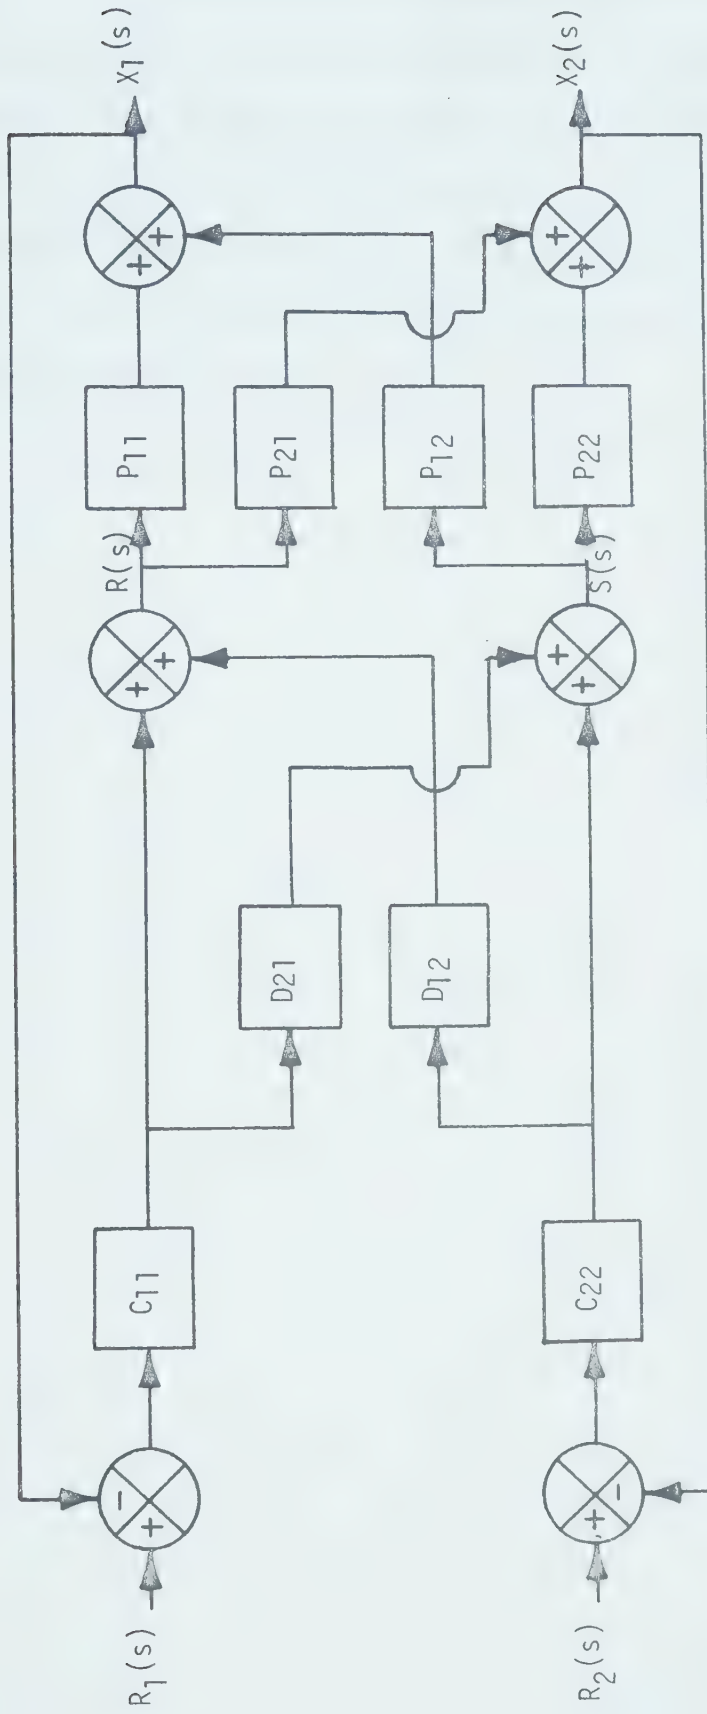 R1(s)
+
-
C11
D21
+
+
R(s)
P11
P21
+
+
X1(s)
R2(s)
+
-
C22
D12
+
+
S(s)
P12
P22
+
+
X2(s)